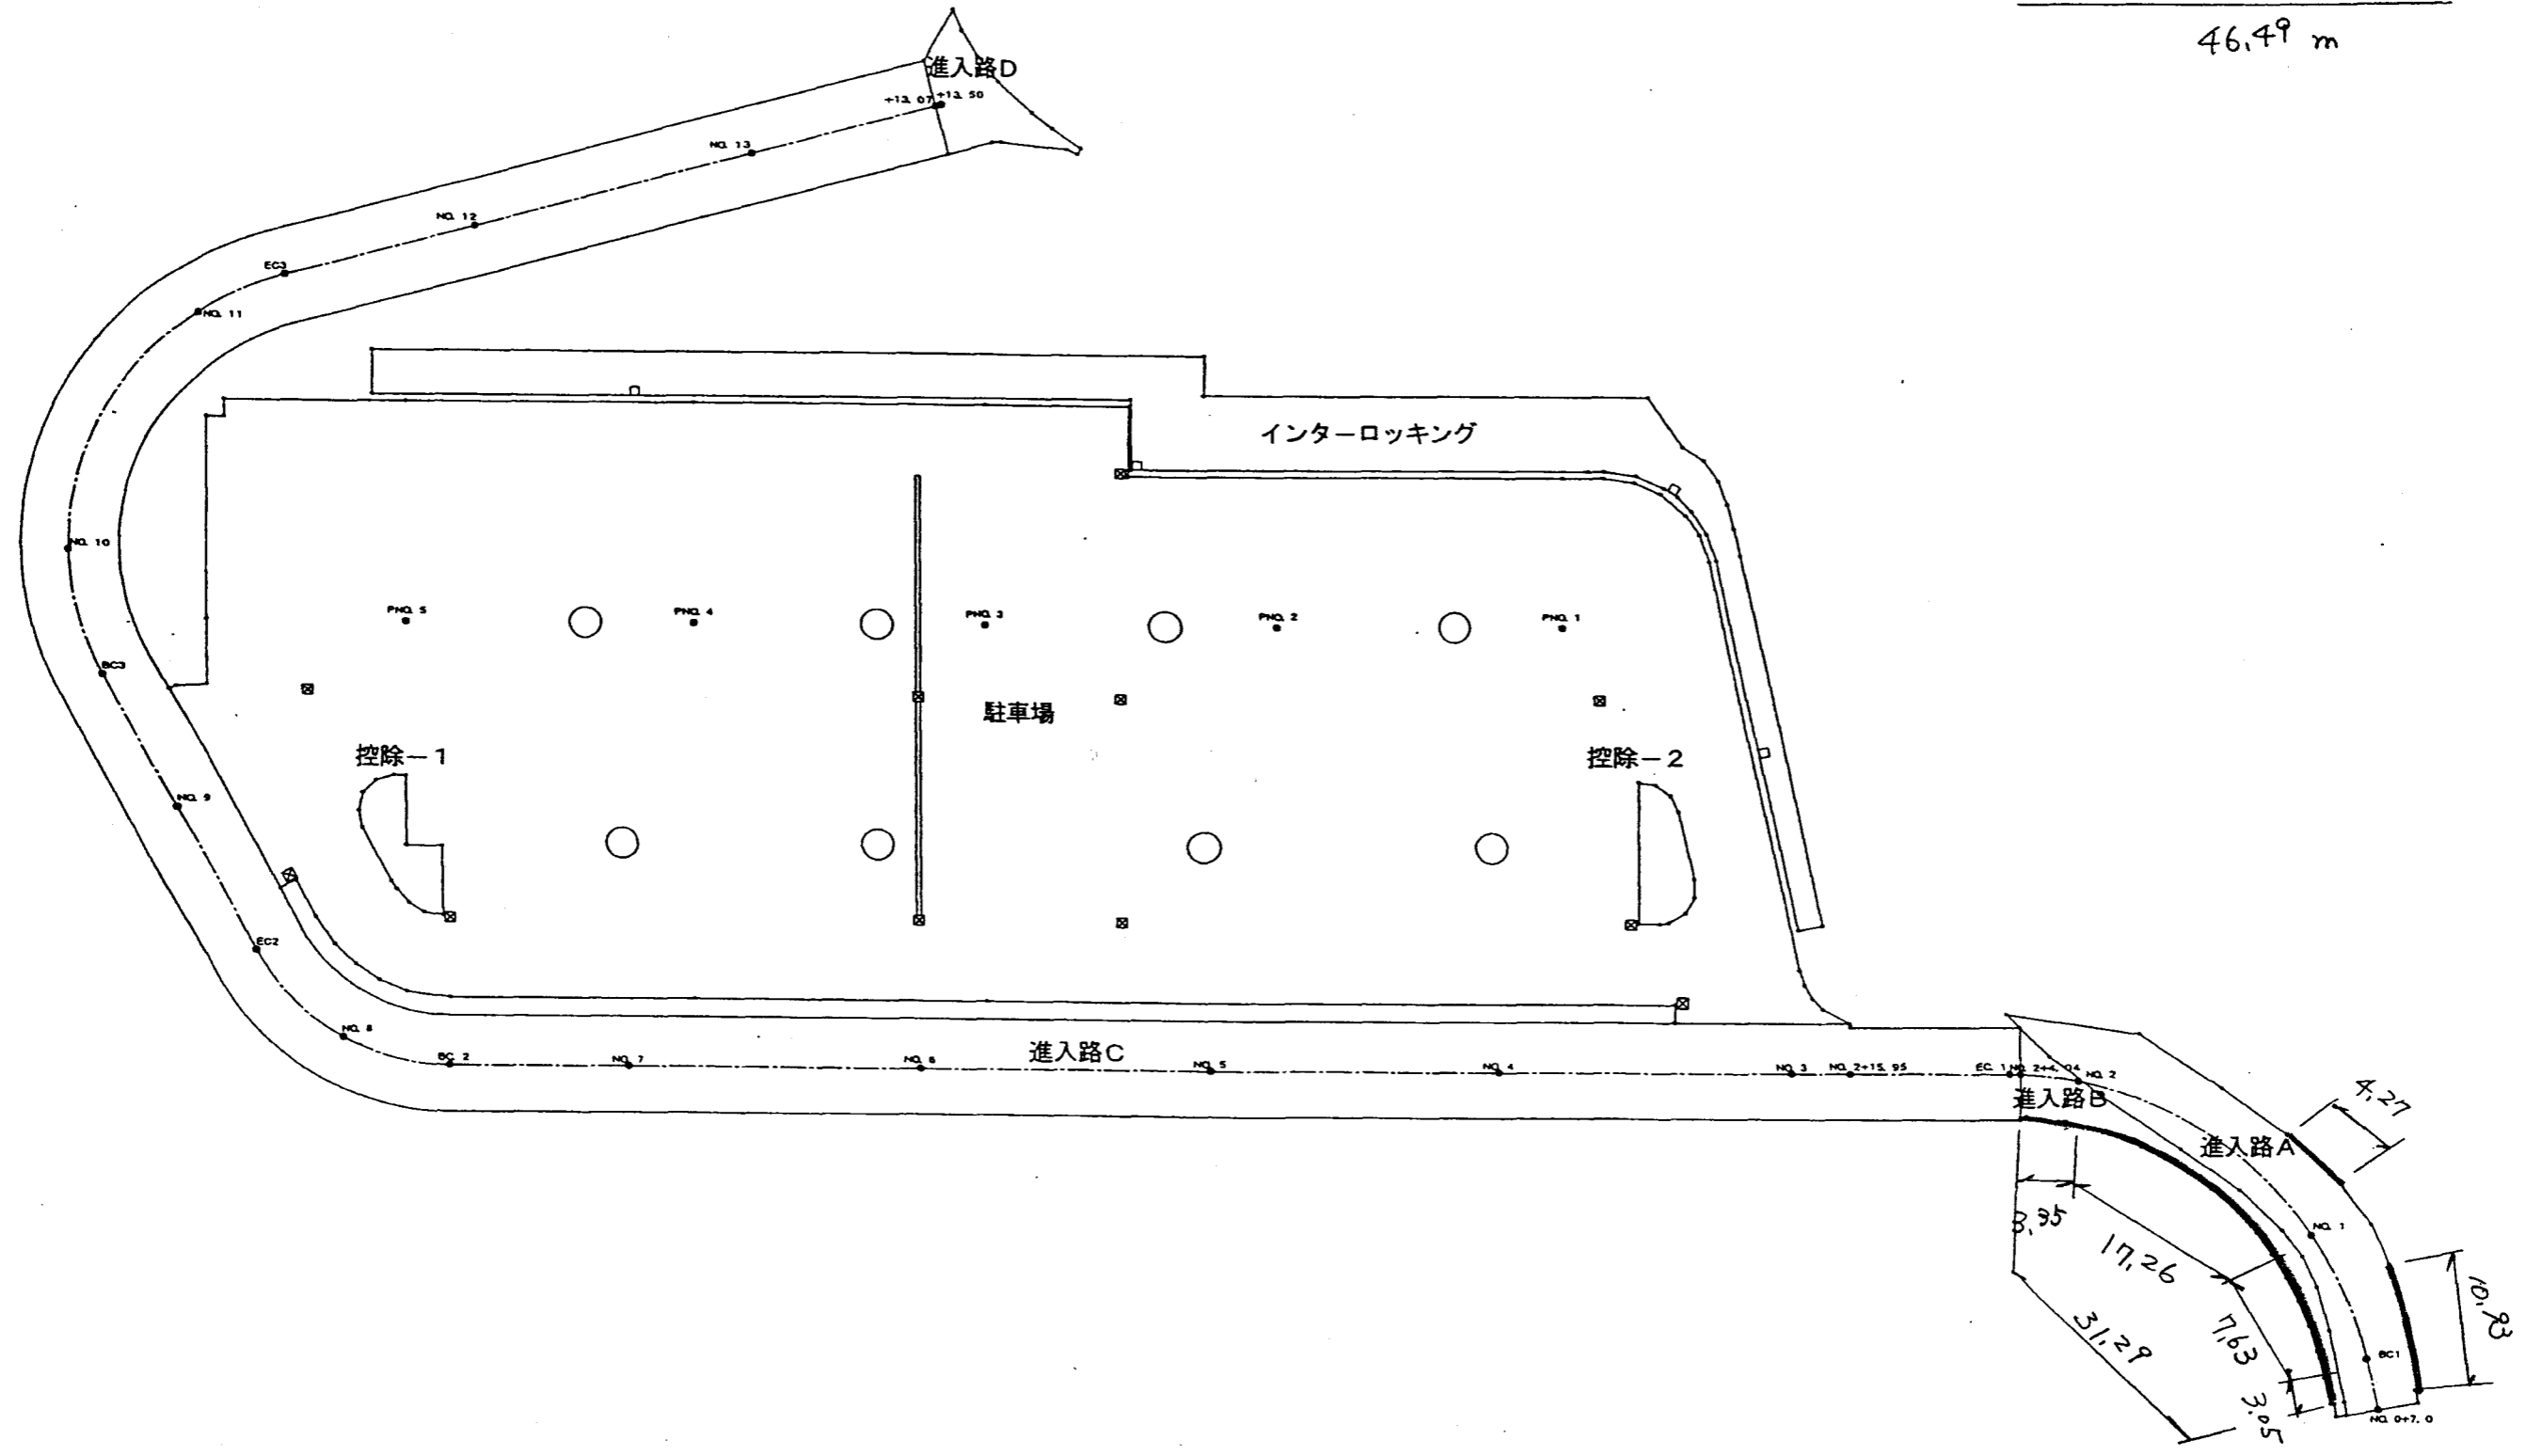 46.49 m
進入路D
+13.07 +13.50
NO. 13
NO. 12
EC3
NO. 11
インターロッキング
NO. 10
PNO. 5
PNO. 4
PNO. 3
PNO. 2
PNO. 1
BC3
駐車場
控除－1
控除－2
NO. 9
EC2
NO. 8
BC. 2
NO. 7
NO. 6
進入路C
NO. 5
NO. 4
NO. 3
NO. 2+15.95
EC. 1
NO. 2+4.04
NO. 2
進入路B
4.27
進入路A
3.35
17.26
NO. 1
10.93
31.29
7.63
BC1
3.05
NO. 0+7.0